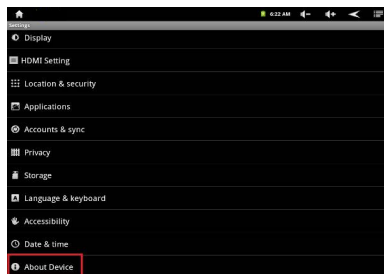 6:22 AM
Settings
Display
HDMI Setting
Location & security
Applications
Accounts & sync
Privacy
Storage
Language & keyboard
Accessibility
Date & time
About Device